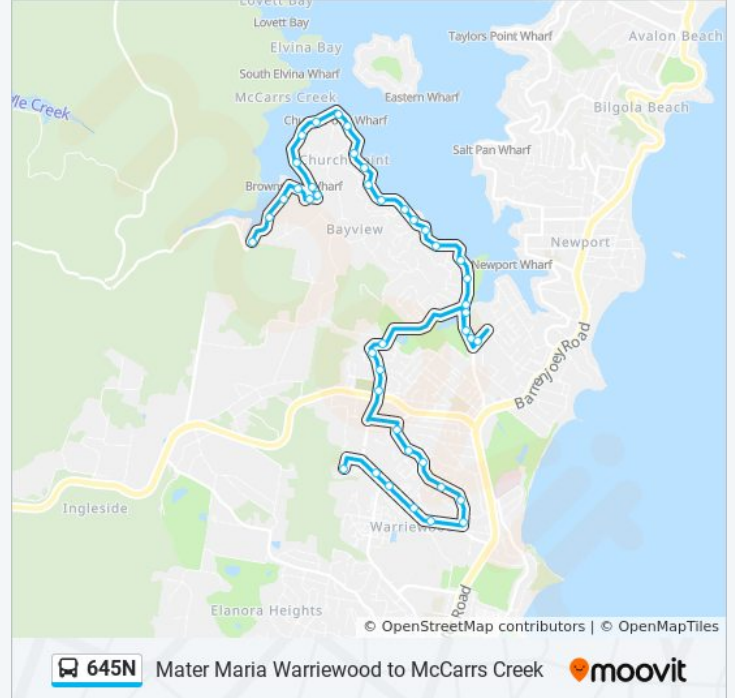 Lovett Bay
Lovett Bay
Taylors Point Wharf
Avalon Beach
Elvina Bay
South Elvina Wharf
McCarrs Creek
Eastern Wharf
Bilgola Beach
Wharf
Salt Pan Wharf
Church Point
Bayview
Newport
Newport Wharf
Barrenjoey Road
Ingleside
Warriewood
Elanora Heights
Road
© OpenStreetMap contributors | © OpenMapTiles
645N Mater Maria Warriewood to McCarrs Creek moovit